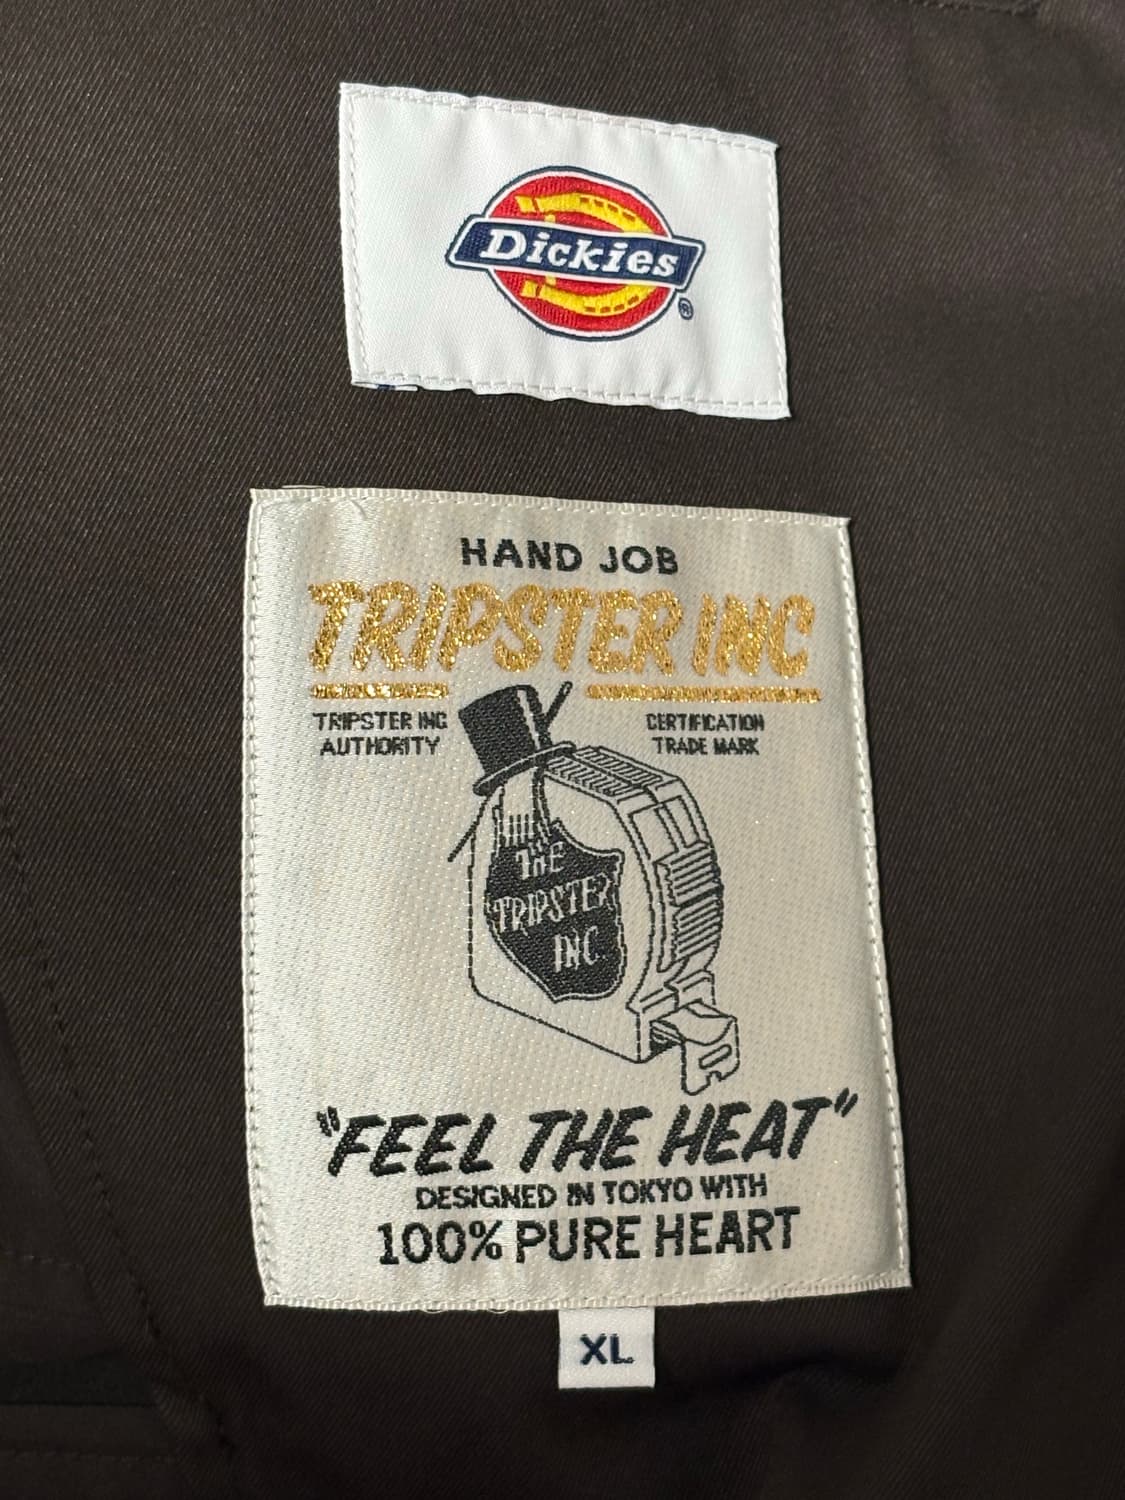 Dickies
®
HAND JOB
TRIPSTER INC
TRIPSTER INC
AUTHORITY
CERTIFICATION
TRADE MARK
THE
TRIPSTER
INC.
"FEEL THE HEAT"
DESIGNED IN TOKYO WITH
100% PURE HEART
XL